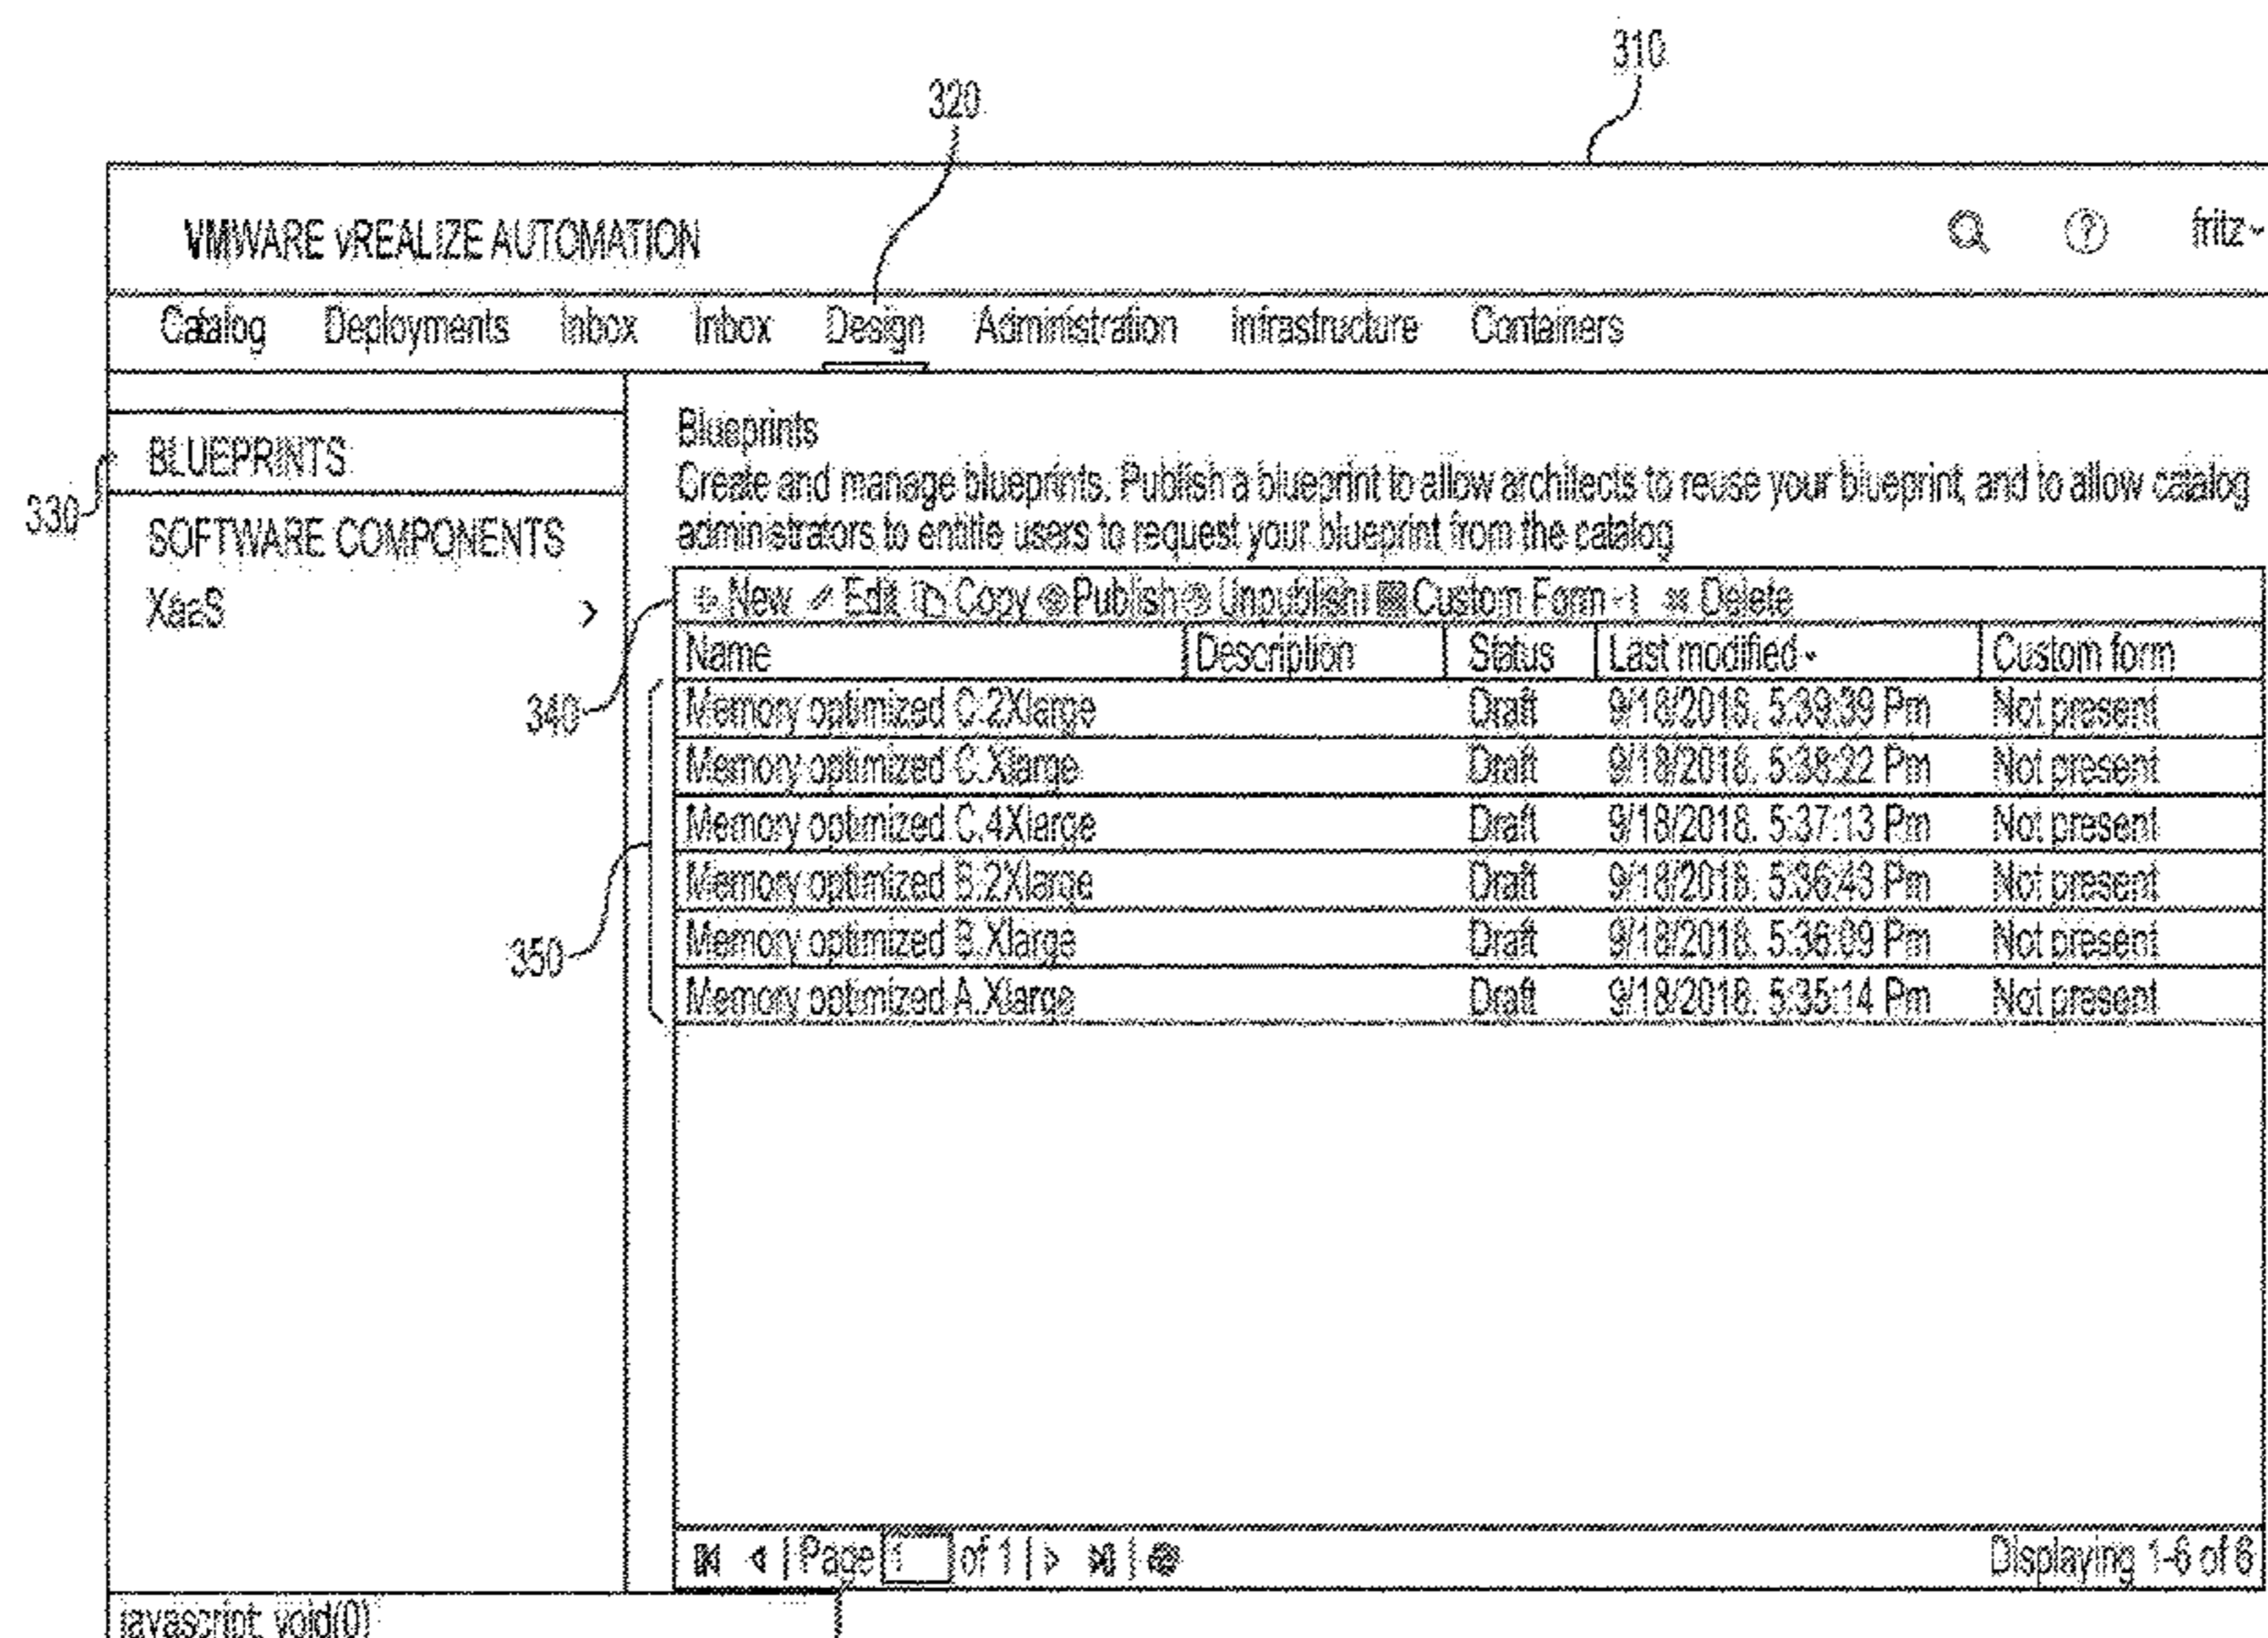 310
320
VMWARE vREALIZE AUTOMATION
fritz
Catalog Deployments Inbox Inbox Design Administration Infrastructure Containers
330
BLUEPRINTS
SOFTWARE COMPONENTS
XaaS >
Blueprints
Create and manage blueprints. Publish a blueprint to allow architects to reuse your blueprint, and to allow catalog
administrators to entitle users to request your blueprint from the catalog
340
New Edit Copy Publish Unpublish Custom Form Delete
Name Description Status Last modified Custom form
350
Memory optimized C.2Xlarge Draft 9/18/2018. 5:39:39 Pm Not present
Memory optimized C.Xlarge Draft 9/18/2018. 5:38:22 Pm Not present
Memory optimized C.4Xlarge Draft 9/18/2018. 5:37:13 Pm Not present
Memory optimized B.2Xlarge Draft 9/18/2018. 5:36:43 Pm Not present
Memory optimized B.Xlarge Draft 9/18/2018. 5:36:09 Pm Not present
Memory optimized A.Xlarge Draft 9/18/2018. 5:35:14 Pm Not present
Page 1 of 1
Displaying 1-6 of 6
javascript: void(0)